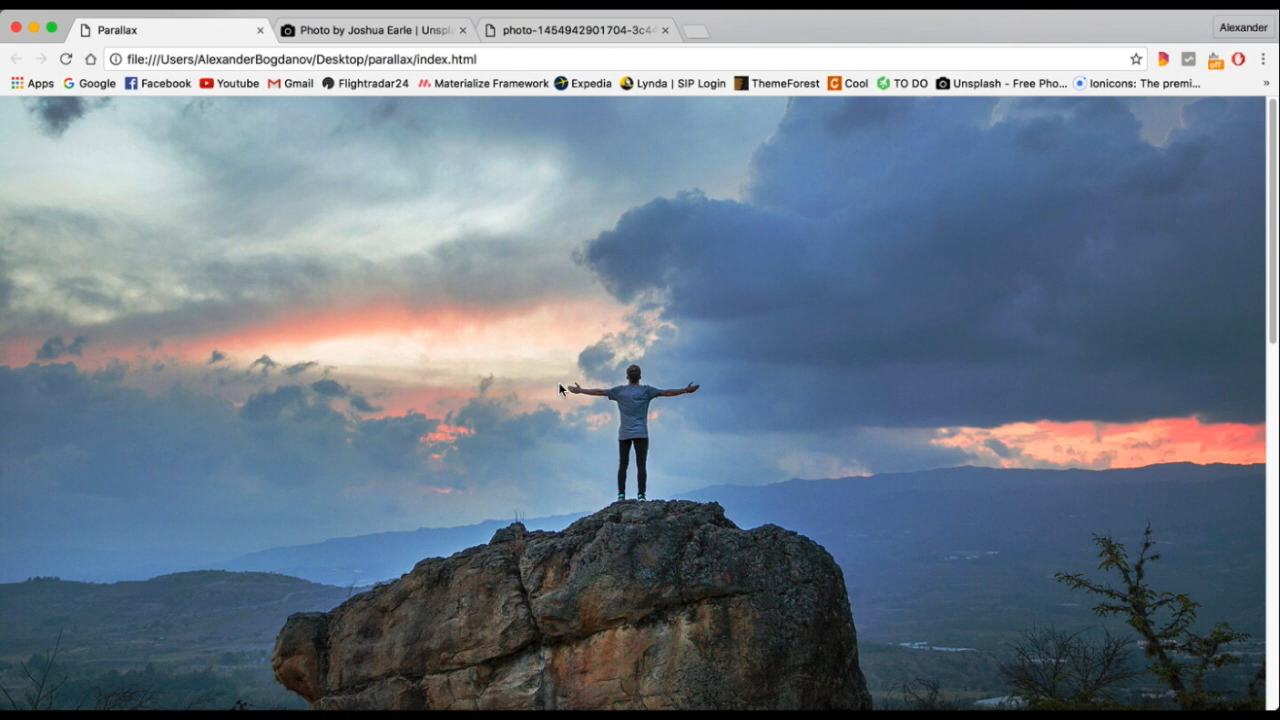 Parallax
Photo by Joshua Earle | Unspl
photo-1454942901704-3c44
Alexander
file:///Users/AlexanderBogdanov/Desktop/parallax/index.html
Apps Google Facebook Youtube Gmail Flightradar24 Materialize Framework Expedia Lynda | SIP Login ThemeForest Cool TO DO Unsplash - Free Pho... Ionicons: The premi... »
off